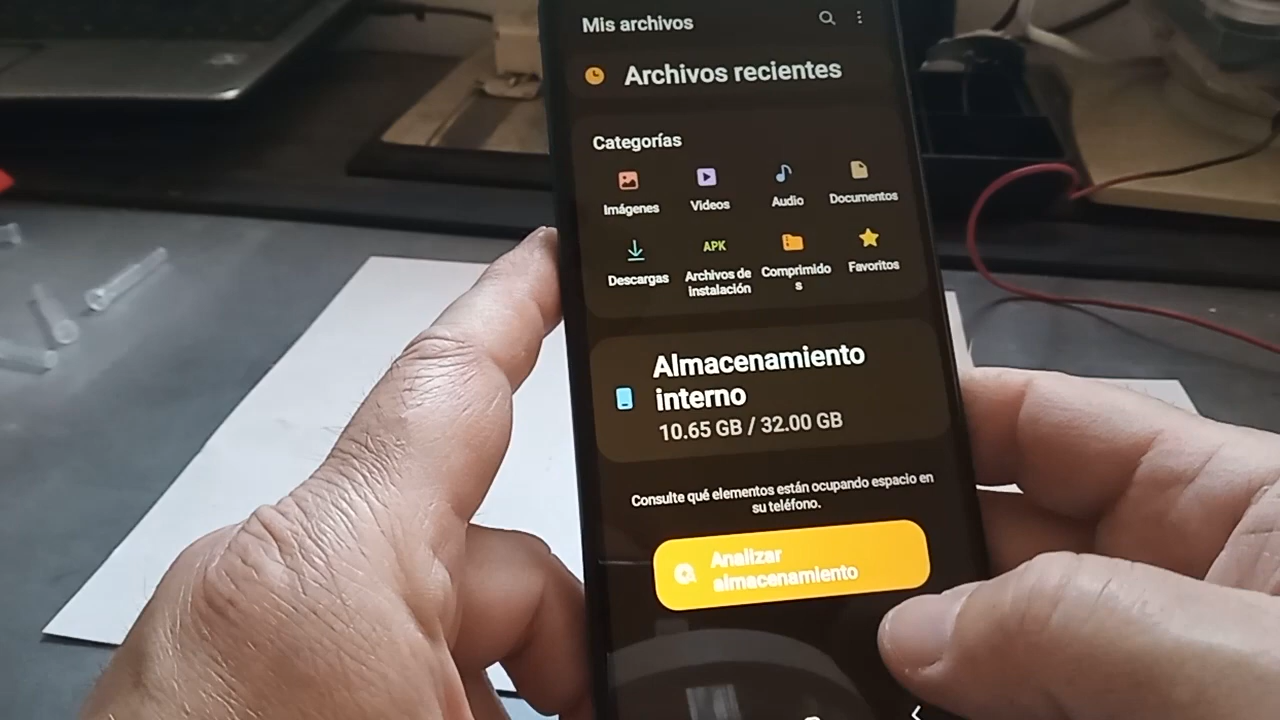 Mis archivos
Archivos recientes
Categorías
Imágenes
Videos
Audio
Documentos
Descargas
APK
Archivos de
instalación
Comprimido
s
Favoritos
Almacenamiento
interno
10.65 GB / 32.00 GB
Consulte qué elementos están ocupando espacio en
su teléfono.
Analizar
almacenamiento